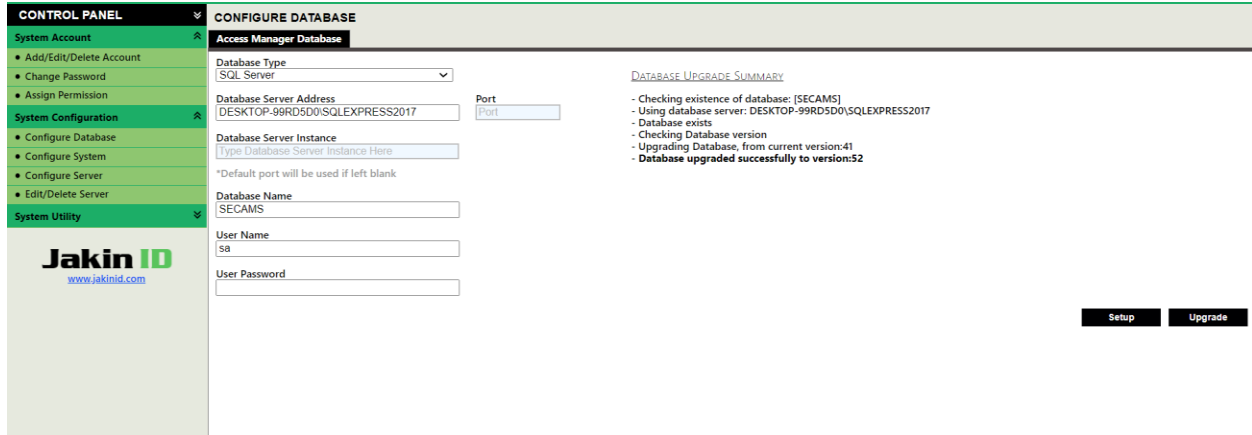 CONTROL PANEL
System Account
Add/Edit/Delete Account
Change Password
Assign Permission
System Configuration
Configure Database
Configure System
Configure Server
Edit/Delete Server
System Utility
Jakin ID
www.jakinid.com
CONFIGURE DATABASE
Access Manager Database
Database Type
SQL Server
Database Server Address Port
DESKTOP-99RD5D0\SQLEXPRESS2017 Port
Database Server Instance
Type Database Server Instance Here
*Default port will be used if left blank
Database Name
SECAMS
User Name
sa
User Password
DATABASE UPGRADE SUMMARY
- Checking existence of database: [SECAMS]
- Using database server: DESKTOP-99RD5D0\SQLEXPRESS2017
- Database exists
- Checking Database version
- Upgrading Database, from current version:41
- Database upgraded successfully to version:52
Setup Upgrade